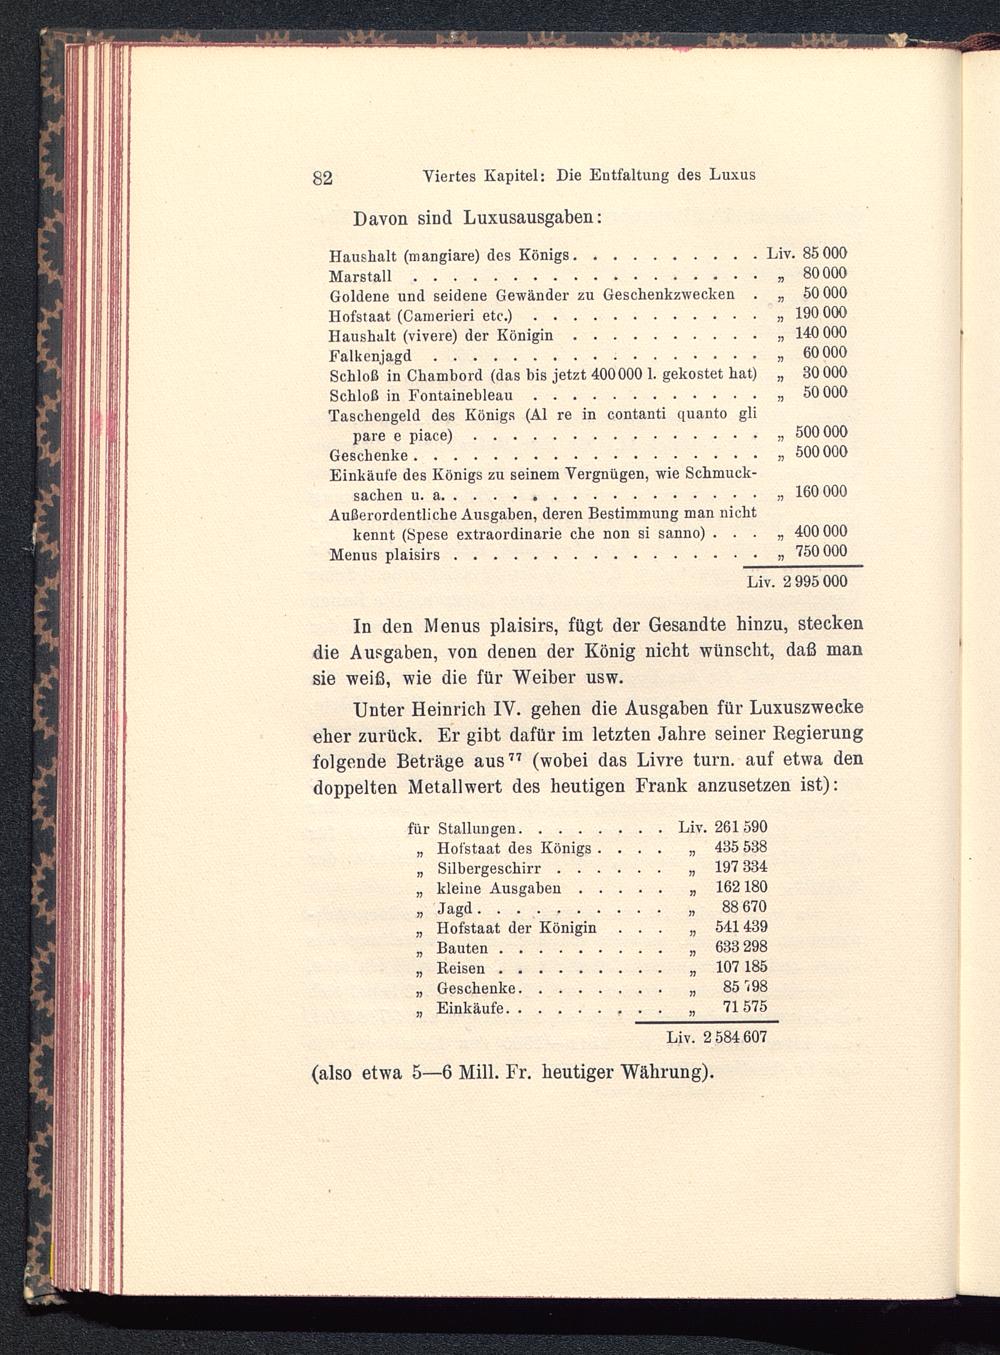 82 Viertes Kapitel: Die Entfaltung des Luxus
Davon sind Luxusausgaben:
Haushalt (mangiare) des Königs . . . . . . . . . . Liv. 85 000
Marstall . . . . . . . . . . . . . . . . . . „ 80 000
Goldene und seidene Gewänder zu Geschenkzwecken . „ 50 000
Hofstaat (Camerieri etc.) . . . . . . . . . . . . „ 190 000
Haushalt (vivere) der Königin . . . . . . . . . . „ 140 000
Falkenjagd . . . . . . . . . . . . . . . . . „ 60 000
Schloß in Chambord (das bis jetzt 400 000 l. gekostet hat) „ 30 000
Schloß in Fontainebleau . . . . . . . . . . . . „ 50 000
Taschengeld des Königs (Al re in contanti quanto gli
pare e piace) . . . . . . . . . . . . . . . „ 500 000
Geschenke . . . . . . . . . . . . . . . . . . „ 500 000
Einkäufe des Königs zu seinem Vergnügen, wie Schmuck-
sachen u. a. . . . . . . . . . . . . . . . . „ 160 000
Außerordentliche Ausgaben, deren Bestimmung man nicht
kennt (Spese extraordinarie che non si sanno) . . . „ 400 000
Menus plaisirs . . . . . . . . . . . . . . . . „ 750 000
Liv. 2 995 000
In den Menus plaisirs, fügt der Gesandte hinzu, stecken
die Ausgaben, von denen der König nicht wünscht, daß man
sie weiß, wie die für Weiber usw.
Unter Heinrich IV. gehen die Ausgaben für Luxuszwecke
eher zurück. Er gibt dafür im letzten Jahre seiner Regierung
folgende Beträge aus⁷⁷ (wobei das Livre turn. auf etwa den
doppelten Metallwert des heutigen Frank anzusetzen ist):
für Stallungen . . . . . . . . Liv. 261 590
„ Hofstaat des Königs . . . . „ 435 538
„ Silbergeschirr . . . . . . „ 197 334
„ kleine Ausgaben . . . . . „ 162 180
„ Jagd . . . . . . . . . . „ 88 670
„ Hofstaat der Königin . . . „ 541 439
„ Bauten . . . . . . . . . „ 633 298
„ Reisen . . . . . . . . . „ 107 185
„ Geschenke . . . . . . . . „ 85 798
„ Einkäufe . . . . . . . . . „ 71 575
Liv. 2 584 607
(also etwa 5—6 Mill. Fr. heutiger Währung).